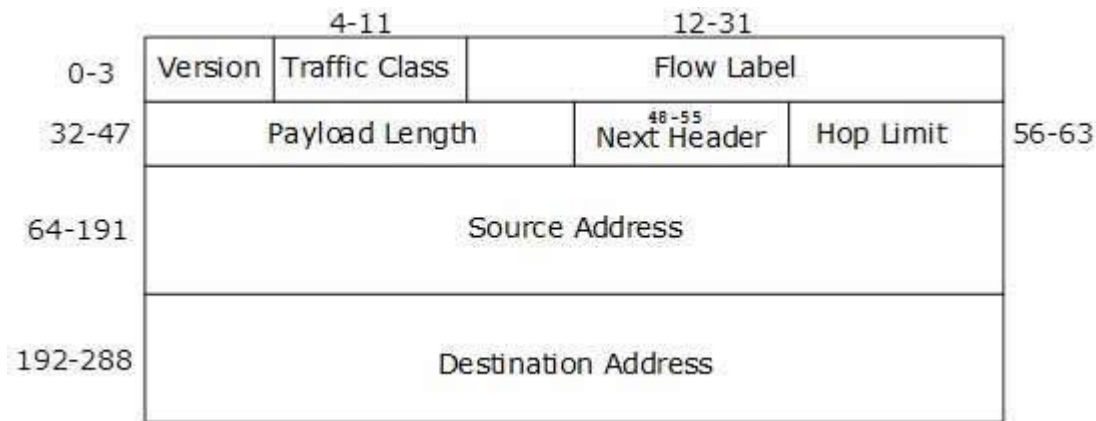 4-11 12-31
0-3 Version Traffic Class Flow Label
48-55
32-47 Payload Length Next Header Hop Limit 56-63
64-191 Source Address
192-288 Destination Address